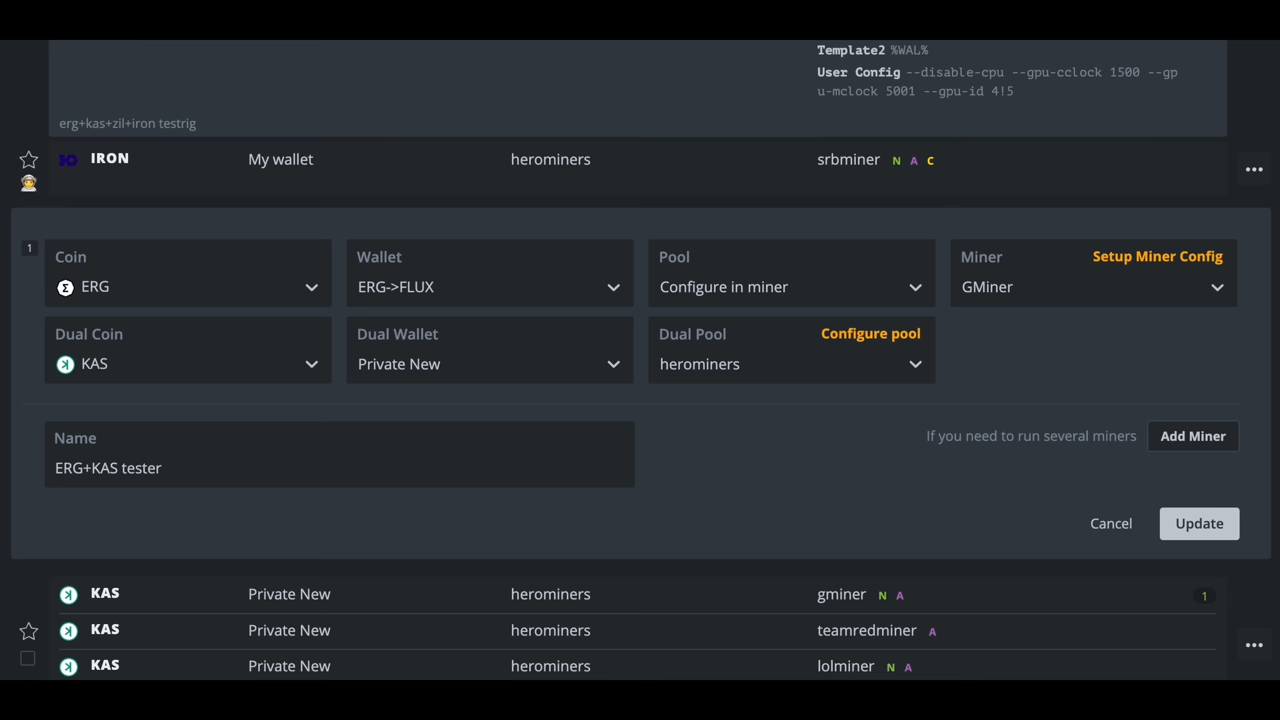 Template2 %WAL%
User Config --disable-cpu --gpu-cclock 1500 --gp
u-mclock 5001 --gpu-id 4!5
erg+kas+zil+iron testrig
IRON My wallet herominers srbminer N A C
1
Coin Wallet Pool Miner Setup Miner Config
ERG ERG->FLUX Configure in miner GMiner
Dual Coin Dual Wallet Dual Pool Configure pool
KAS Private New herominers
Name
If you need to run several miners Add Miner
ERG+KAS tester
Cancel Update
KAS Private New herominers gminer N A 1
KAS Private New herominers teamredminer A
KAS Private New herominers lolminer N A